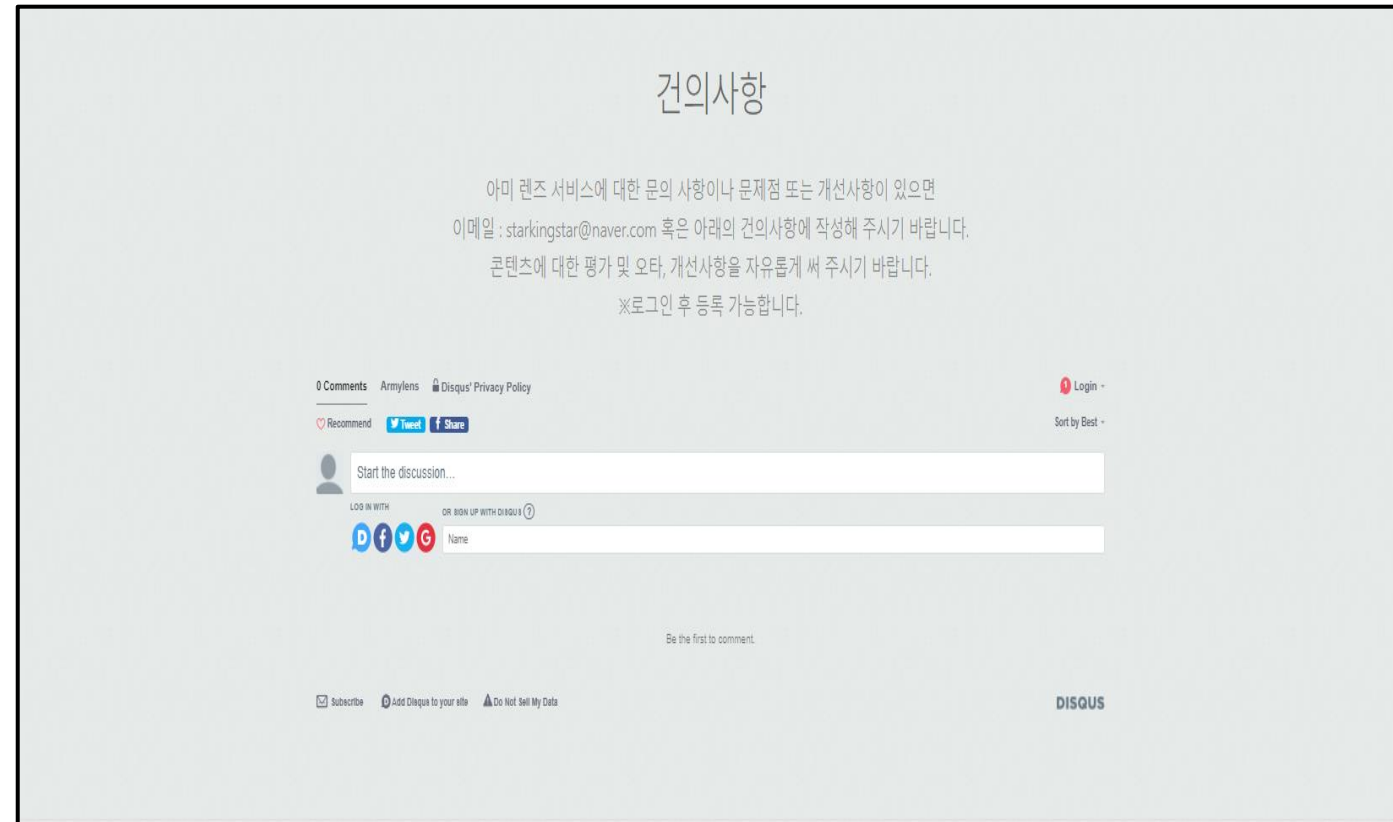 건의사항
아미 렌즈 서비스에 대한 문의 사항이나 문제점 또는 개선사항이 있으면
이메일 : starkingstar@naver.com 혹은 아래의 건의사항에 작성해 주시기 바랍니다.
콘텐츠에 대한 평가 및 오타, 개선사항을 자유롭게 써 주시기 바랍니다.
※로그인 후 등록 가능합니다.
0 Comments Armylens Disqus' Privacy Policy 1 Login
Recommend Tweet f Share Sort by Best
Start the discussion...
LOG IN WITH OR SIGN UP WITH DISQUS ?
D f G Name
Be the first to comment.
Subscribe D Add Disqus to your site Do Not Sell My Data DISQUS